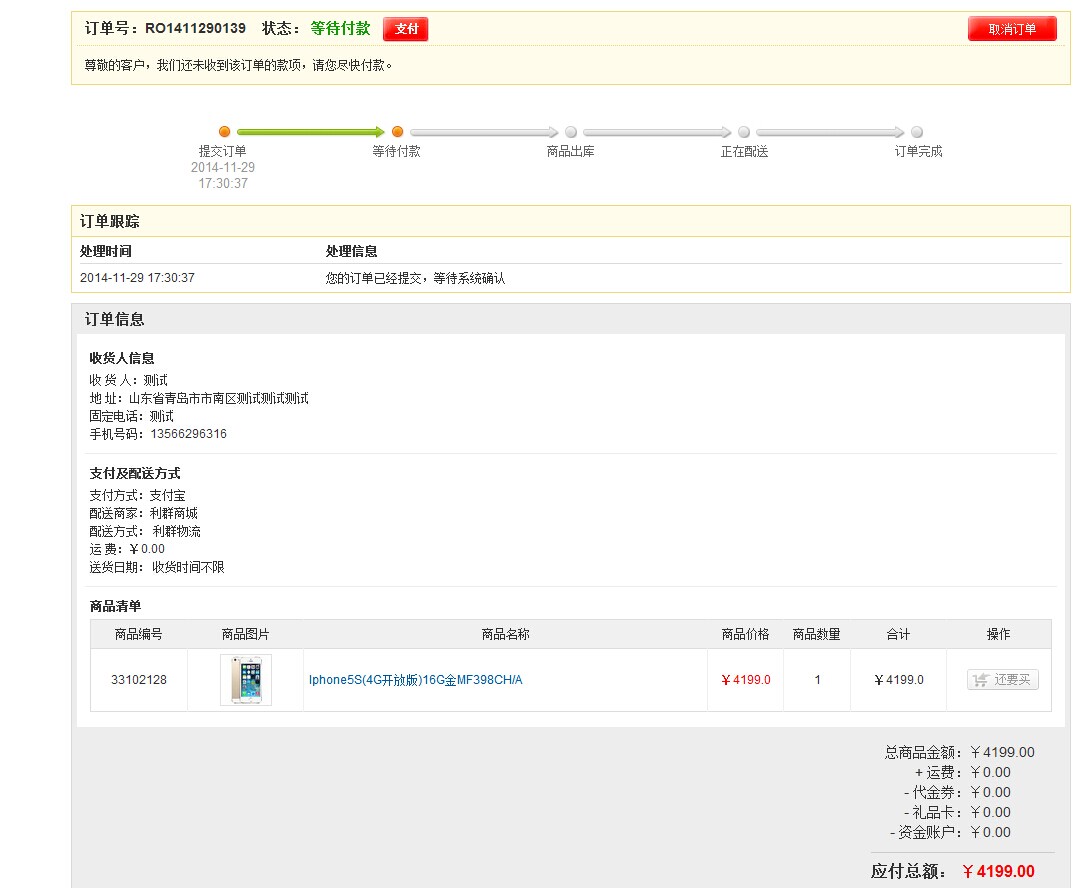 订单号：RO1411290139 状态：等待付款 支付 取消订单
尊敬的客户，我们还未收到该订单的款项，请您尽快付款。
提交订单 等待付款 商品出库 正在配送 订单完成
2014-11-29
17:30:37
订单跟踪
处理时间 处理信息
2014-11-29 17:30:37 您的订单已经提交，等待系统确认
订单信息
收货人信息
收 货 人：测试
地 址：山东省青岛市市南区测试测试测试
固定电话：测试
手机号码：13566296316
支付及配送方式
支付方式：支付宝
配送商家：利群商城
配送方式： 利群物流
运 费：￥0.00
送货日期： 收货时间不限
商品清单
商品编号 商品图片 商品名称 商品价格 商品数量 合计 操作
33102128 Iphone5S(4G开放版)16G金MF398CH/A ￥4199.0 1 ￥4199.0 还要买
总商品金额：￥4199.00
+ 运费：￥0.00
- 代金券：￥0.00
- 礼品卡：￥0.00
- 资金账户：￥0.00
应付总额：￥4199.00